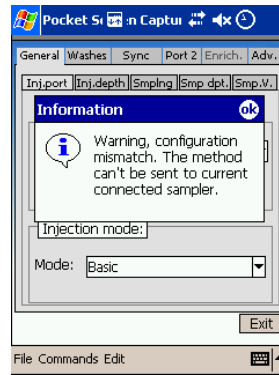 Pocket Sc n Captur
General Washes Sync Port 2 Enrich. Adv.
Inj.port Inj.depth Smplng Smp dpt. Smp.V.
Information ok
Warning, configuration
mismatch. The method
can't be sent to current
connected sampler.
Injection mode:
Mode: Basic
Exit
File Commands Edit